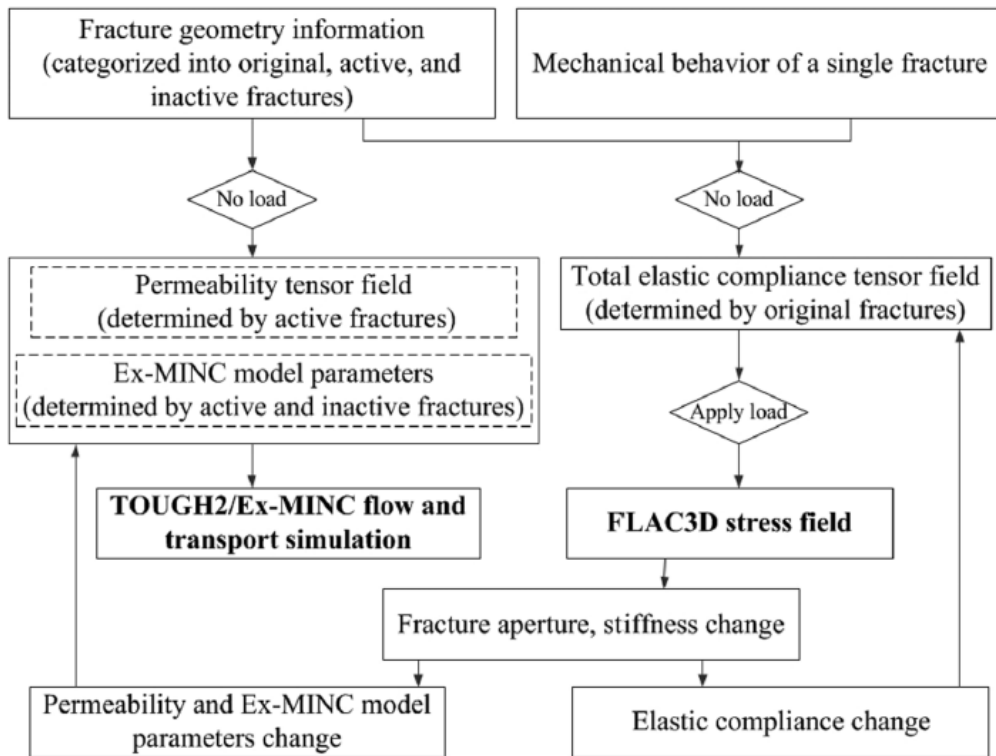 Fracture geometry information
(categorized into original, active, and
inactive fractures)
Mechanical behavior of a single fracture
No load
No load
Permeability tensor field
(determined by active fractures)
Ex-MINC model parameters
(determined by active and inactive fractures)
Total elastic compliance tensor field
(determined by original fractures)
Apply load
TOUGH2/Ex-MINC flow and
transport simulation
FLAC3D stress field
Fracture aperture, stiffness change
Permeability and Ex-MINC model
parameters change
Elastic compliance change